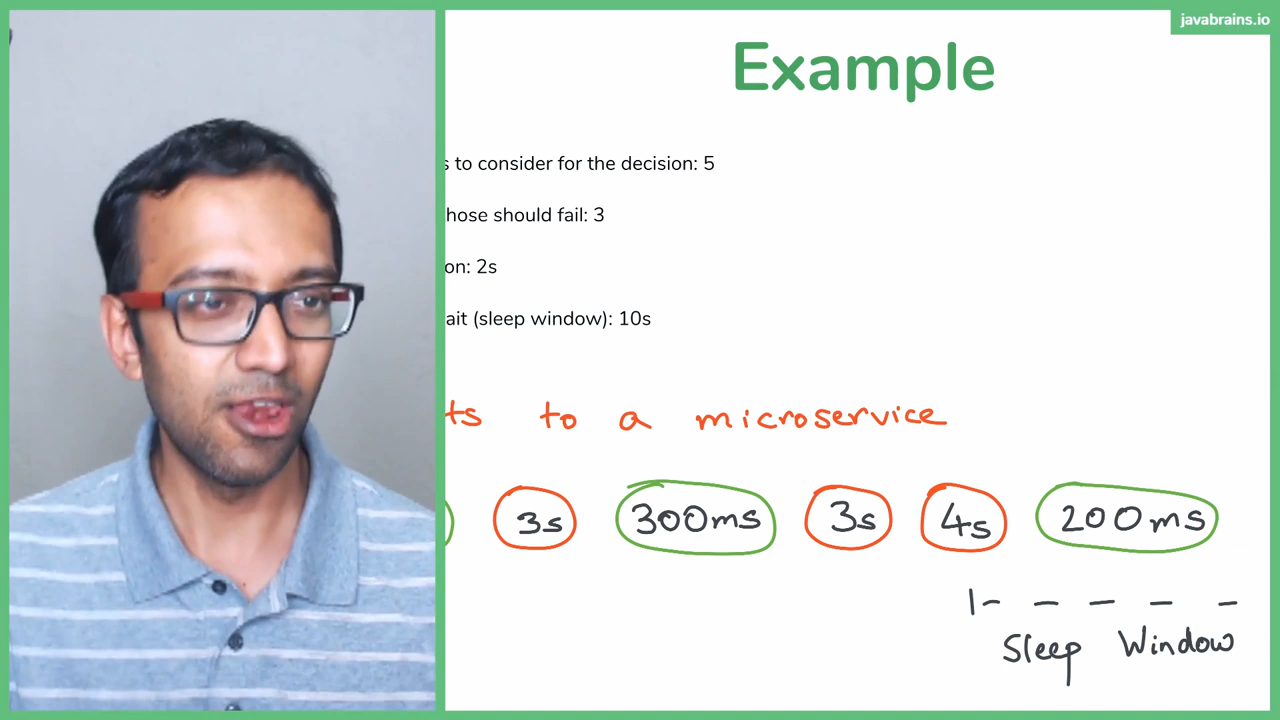 javabrains.io
Example
s to consider for the decision: 5
hose should fail: 3
on: 2s
ait (sleep window): 10s
ts to a microservice
3s 300ms 3s 4s 200ms
Sleep Window